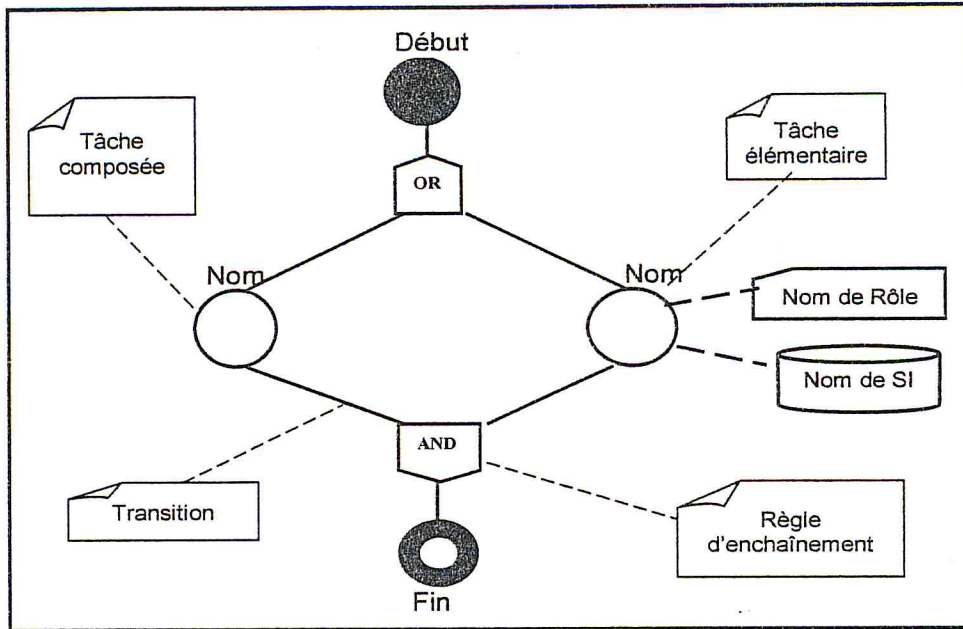 Début
Tâche
composée
Tâche
élémentaire
OR
Nom
Nom
Nom de Rôle
Nom de SI
AND
Transition
Règle
d'enchaînement
Fin